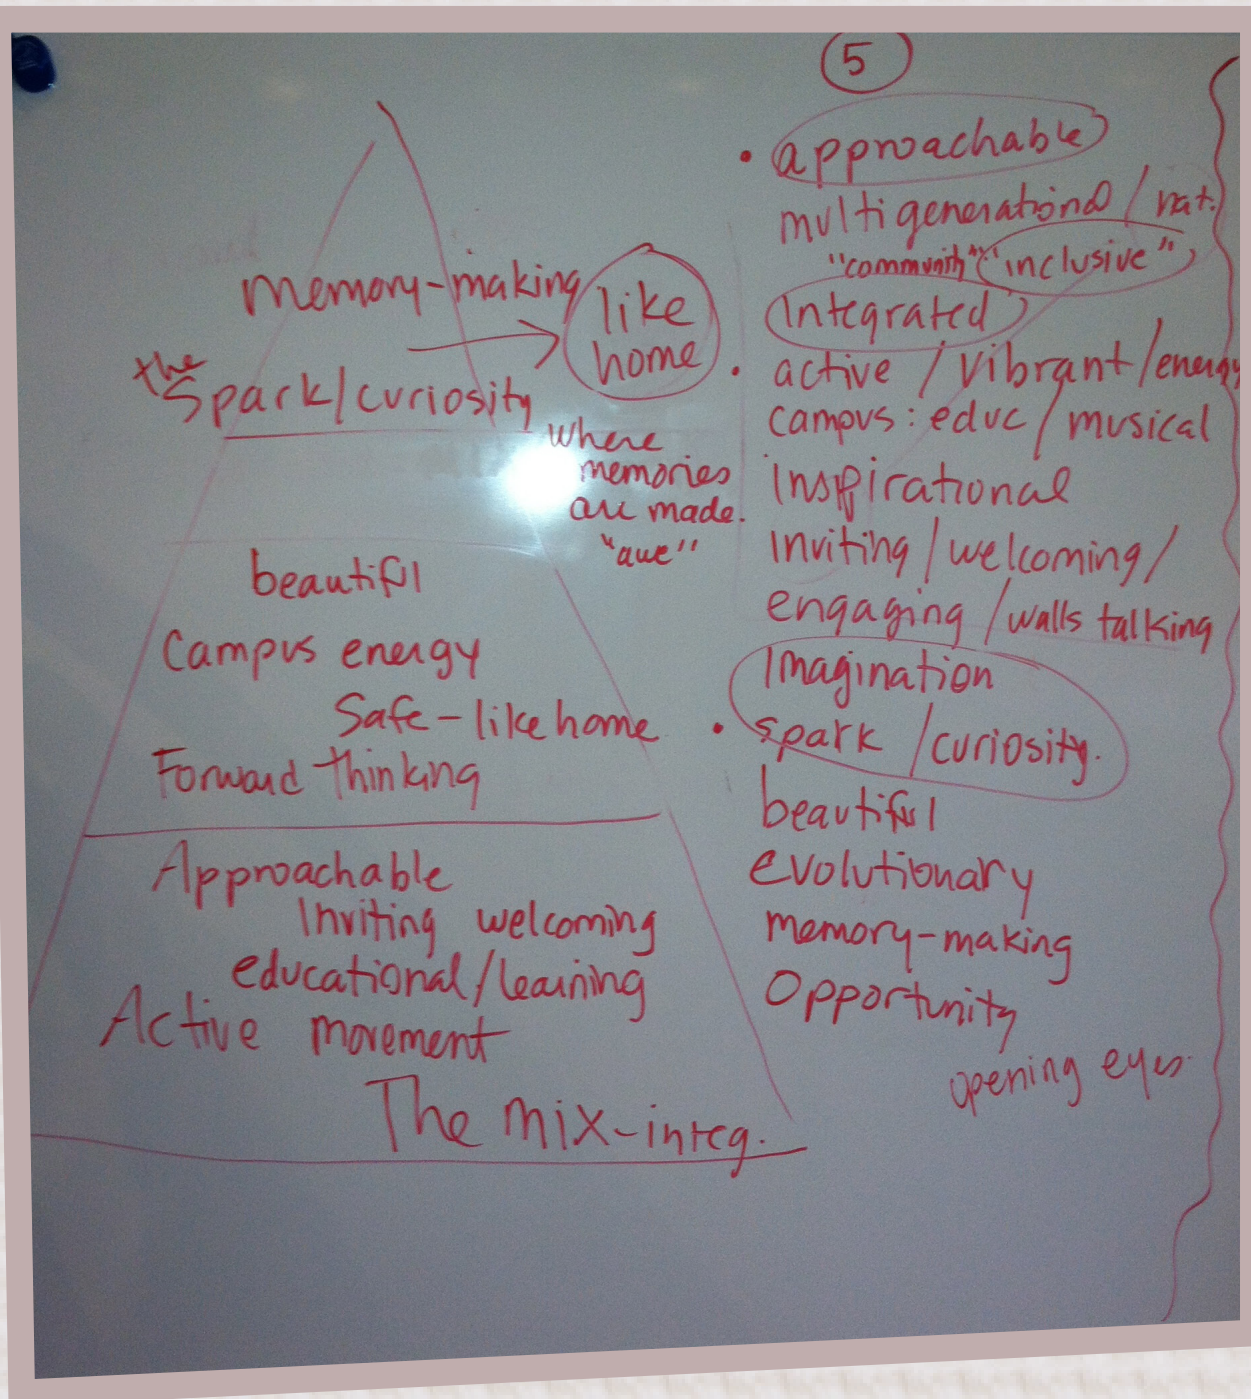 memory-making
like
home
the
Spark/curiosity
where
memories
are made.
"awe"
beautiful
Campus energy
Safe-like home
Forward thinking
Approachable
Inviting welcoming
educational/learning
Active movement
The mix-integ.
5
• approachable
multigenerational / nat.
"community" "inclusive"
Integrated
• active / vibrant/energy
campus: educ / musical
Inspirational
Inviting / welcoming/
engaging / walls talking
Imagination
• spark / curiosity.
beautiful
evolutionary
memory-making
Opportunity
opening eyes